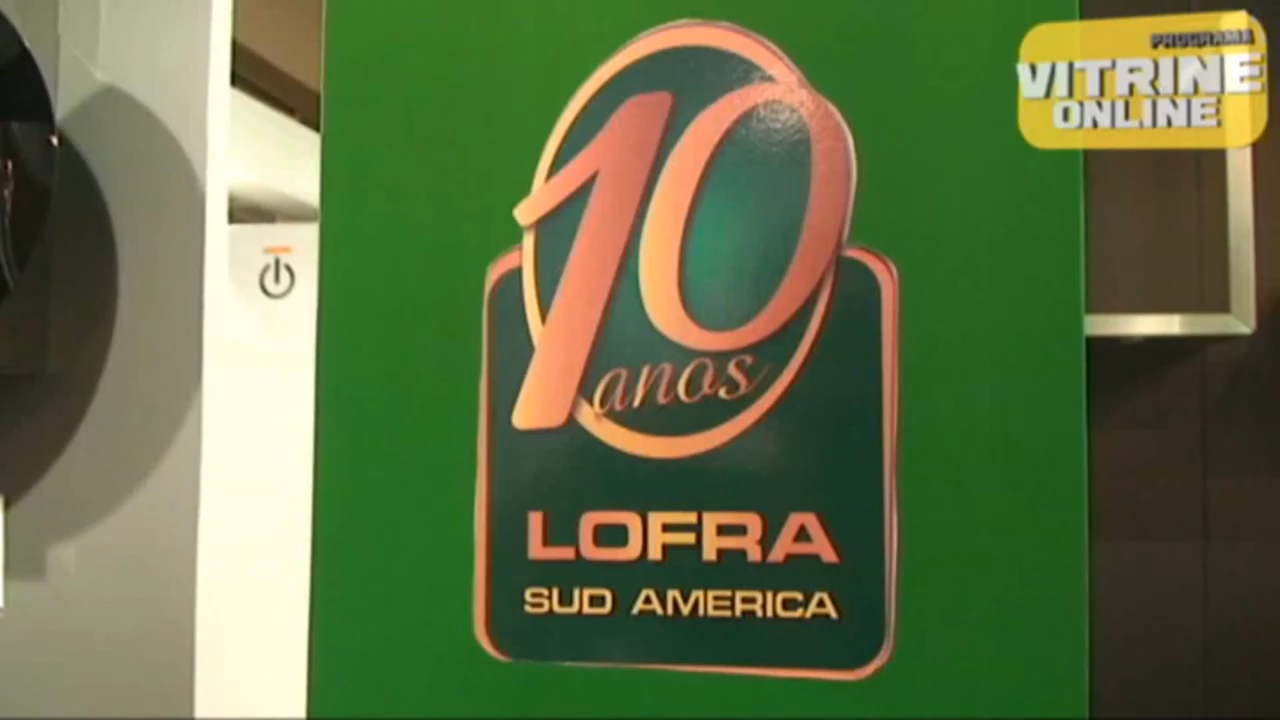 PROGRAMA
VITRINE
ONLINE
10
anos
LOFRA
SUD AMERICA